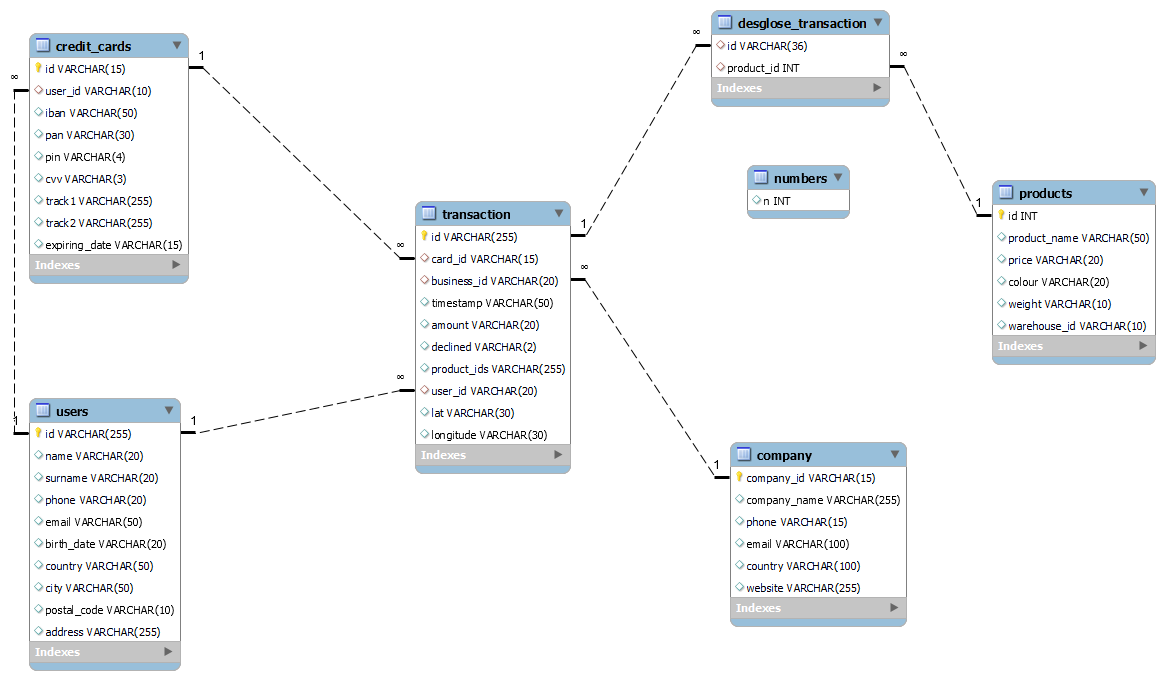 credit_cards
id VARCHAR(15)
user_id VARCHAR(10)
iban VARCHAR(50)
pan VARCHAR(30)
pin VARCHAR(4)
cvv VARCHAR(3)
track1 VARCHAR(255)
track2 VARCHAR(255)
expiring_date VARCHAR(15)
Indexes
1
∞
∞
1
users
id VARCHAR(255)
name VARCHAR(20)
surname VARCHAR(20)
phone VARCHAR(20)
email VARCHAR(50)
birth_date VARCHAR(20)
country VARCHAR(50)
city VARCHAR(50)
postal_code VARCHAR(10)
address VARCHAR(255)
Indexes
1
∞
transaction
id VARCHAR(255)
card_id VARCHAR(15)
business_id VARCHAR(20)
timestamp VARCHAR(50)
amount VARCHAR(20)
declined VARCHAR(2)
product_ids VARCHAR(255)
user_id VARCHAR(20)
lat VARCHAR(30)
longitude VARCHAR(30)
Indexes
1
∞
∞
1
desglose_transaction
id VARCHAR(36)
product_id INT
Indexes
∞
1
numbers
n INT
products
id INT
product_name VARCHAR(50)
price VARCHAR(20)
colour VARCHAR(20)
weight VARCHAR(10)
warehouse_id VARCHAR(10)
Indexes
company
company_id VARCHAR(15)
company_name VARCHAR(255)
phone VARCHAR(15)
email VARCHAR(100)
country VARCHAR(100)
website VARCHAR(255)
Indexes